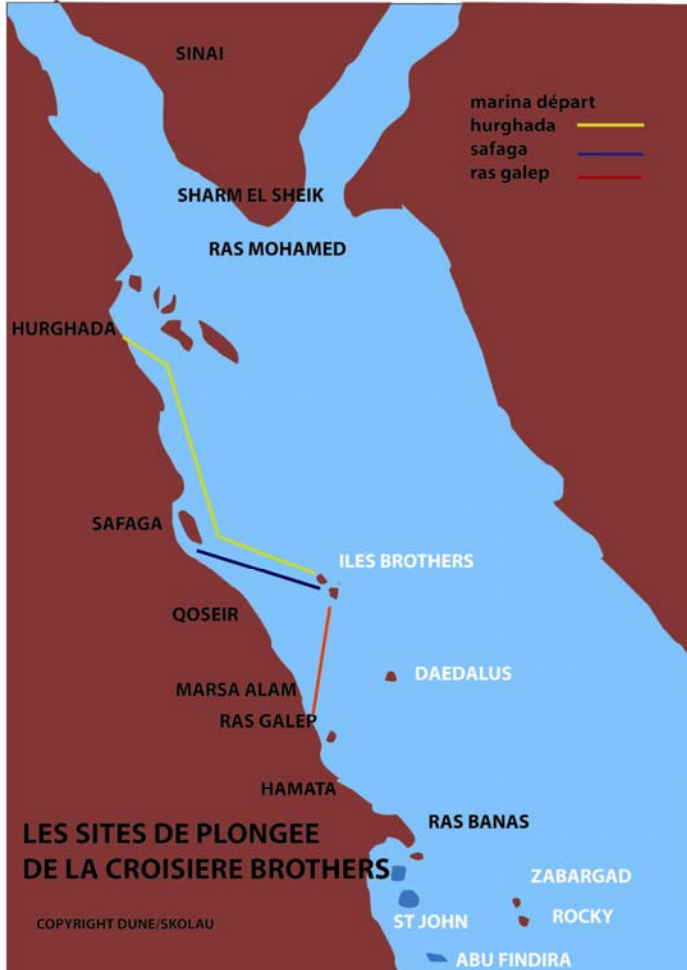 SINAI
marina départ
hurghada
safaga
ras galep
SHARM EL SHEIK
RAS MOHAMED
HURGHADA
SAFAGA
ILES BROTHERS
QOSEIR
DAEDALUS
MARSA ALAM
RAS GALEP
HAMATA
RAS BANAS
LES SITES DE PLONGEE
DE LA CROISIERE BROTHERS
ZABARGAD
ST JOHN
ROCKY
COPYRIGHT DUNE/SKOLAU
ABU FINDIRA